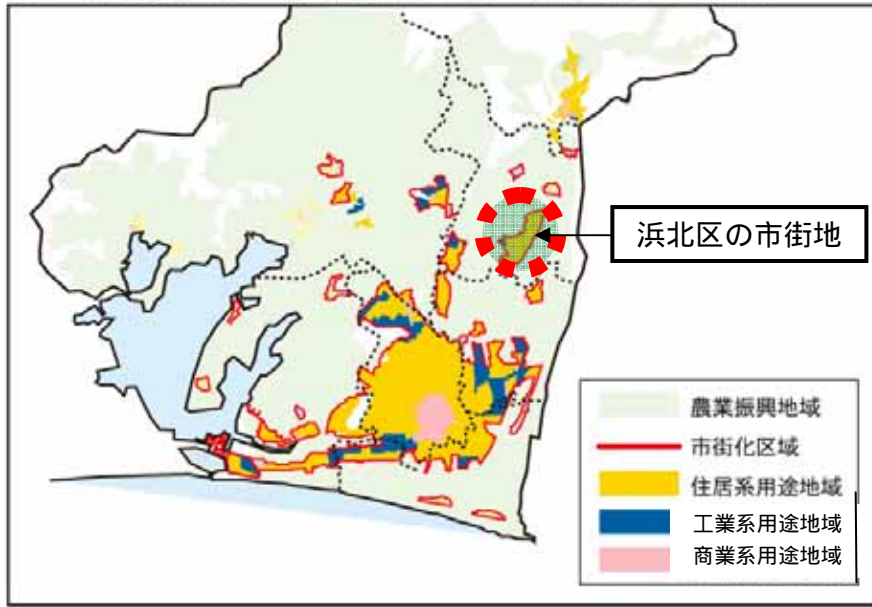 浜北区の市街地
農業振興地域
市街化区域
住居系用途地域
工業系用途地域
商業系用途地域